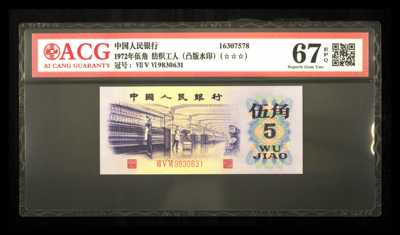 ACG
AI CANG GUARANTY
中国人民银行
16307578
1972年伍角 纺织工人（凸版水印）(☆☆☆)
冠号：Ⅶ Ⅴ Ⅵ9830631
67
EPQ
Superb Gem Unc
中國人民銀行
伍角
5
WU
JIAO
Ⅶ Ⅴ Ⅵ 9830631